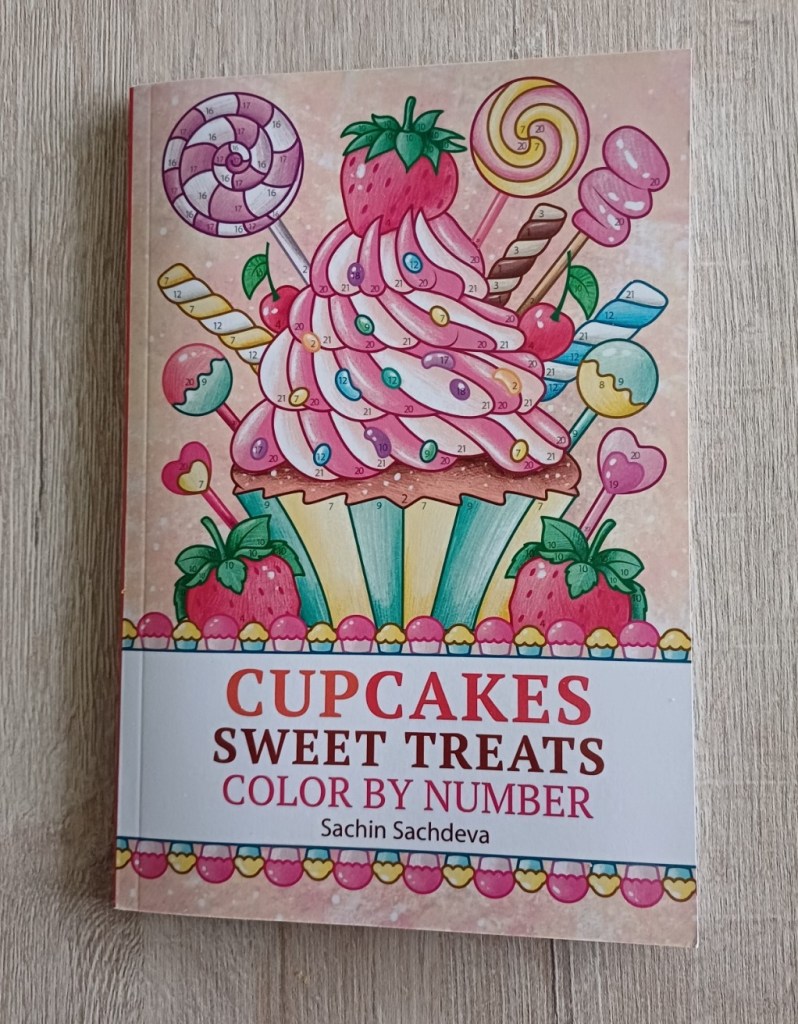 CUPCAKES
SWEET TREATS
COLOR BY NUMBER
Sachin Sachdeva